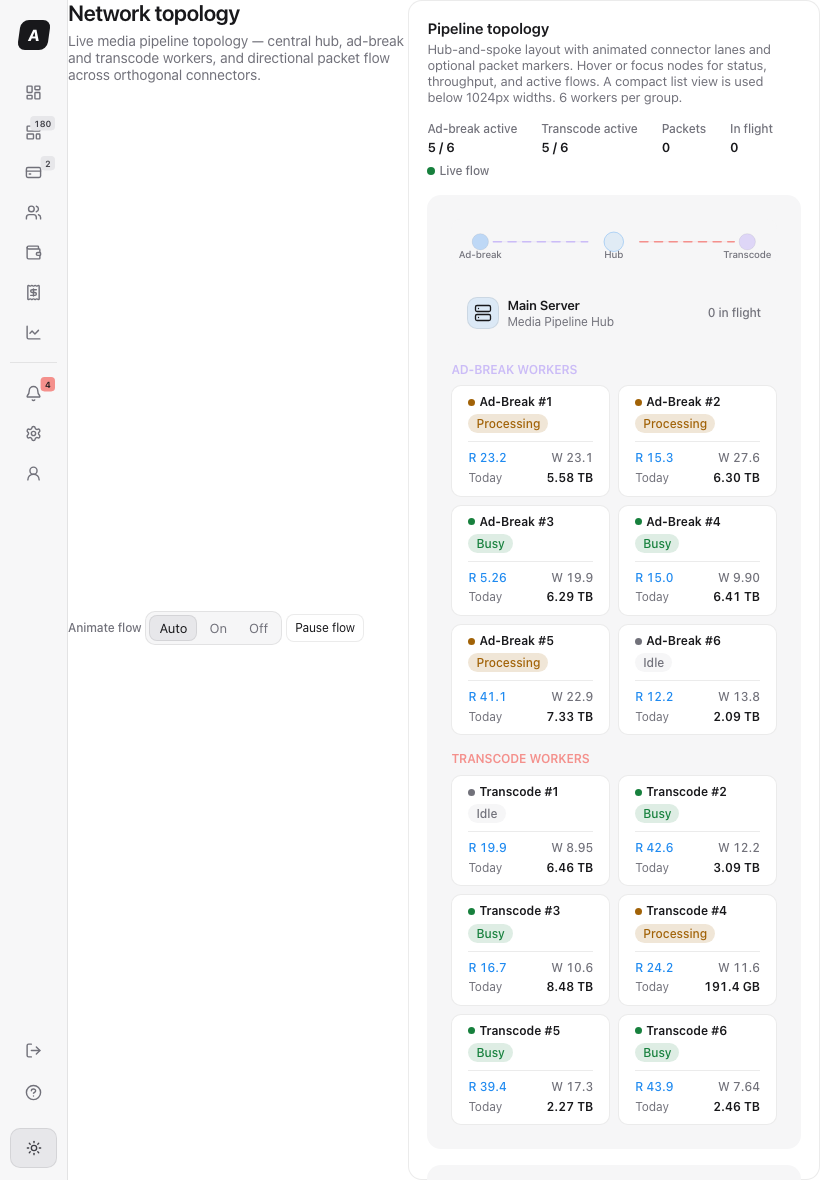 A
180
2
4
Network topology
Live media pipeline topology — central hub, ad-break
and transcode workers, and directional packet flow
across orthogonal connectors.
Animate flow Auto On Off Pause flow
Pipeline topology
Hub-and-spoke layout with animated connector lanes and
optional packet markers. Hover or focus nodes for status,
throughput, and active flows. A compact list view is used
below 1024px widths. 6 workers per group.
Ad-break active Transcode active Packets In flight
5 / 6 5 / 6 0 0
Live flow
Ad-break Hub Transcode
Main Server
Media Pipeline Hub
0 in flight
AD-BREAK WORKERS
Ad-Break #1
Processing
R 23.2 W 23.1
Today 5.58 TB
Ad-Break #2
Processing
R 15.3 W 27.6
Today 6.30 TB
Ad-Break #3
Busy
R 5.26 W 19.9
Today 6.29 TB
Ad-Break #4
Busy
R 15.0 W 9.90
Today 6.41 TB
Ad-Break #5
Processing
R 41.1 W 22.9
Today 7.33 TB
Ad-Break #6
Idle
R 12.2 W 13.8
Today 2.09 TB
TRANSCODE WORKERS
Transcode #1
Idle
R 19.9 W 8.95
Today 6.46 TB
Transcode #2
Busy
R 42.6 W 12.2
Today 3.09 TB
Transcode #3
Busy
R 16.7 W 10.6
Today 8.48 TB
Transcode #4
Processing
R 24.2 W 11.6
Today 191.4 GB
Transcode #5
Busy
R 39.4 W 17.3
Today 2.27 TB
Transcode #6
Busy
R 43.9 W 7.64
Today 2.46 TB